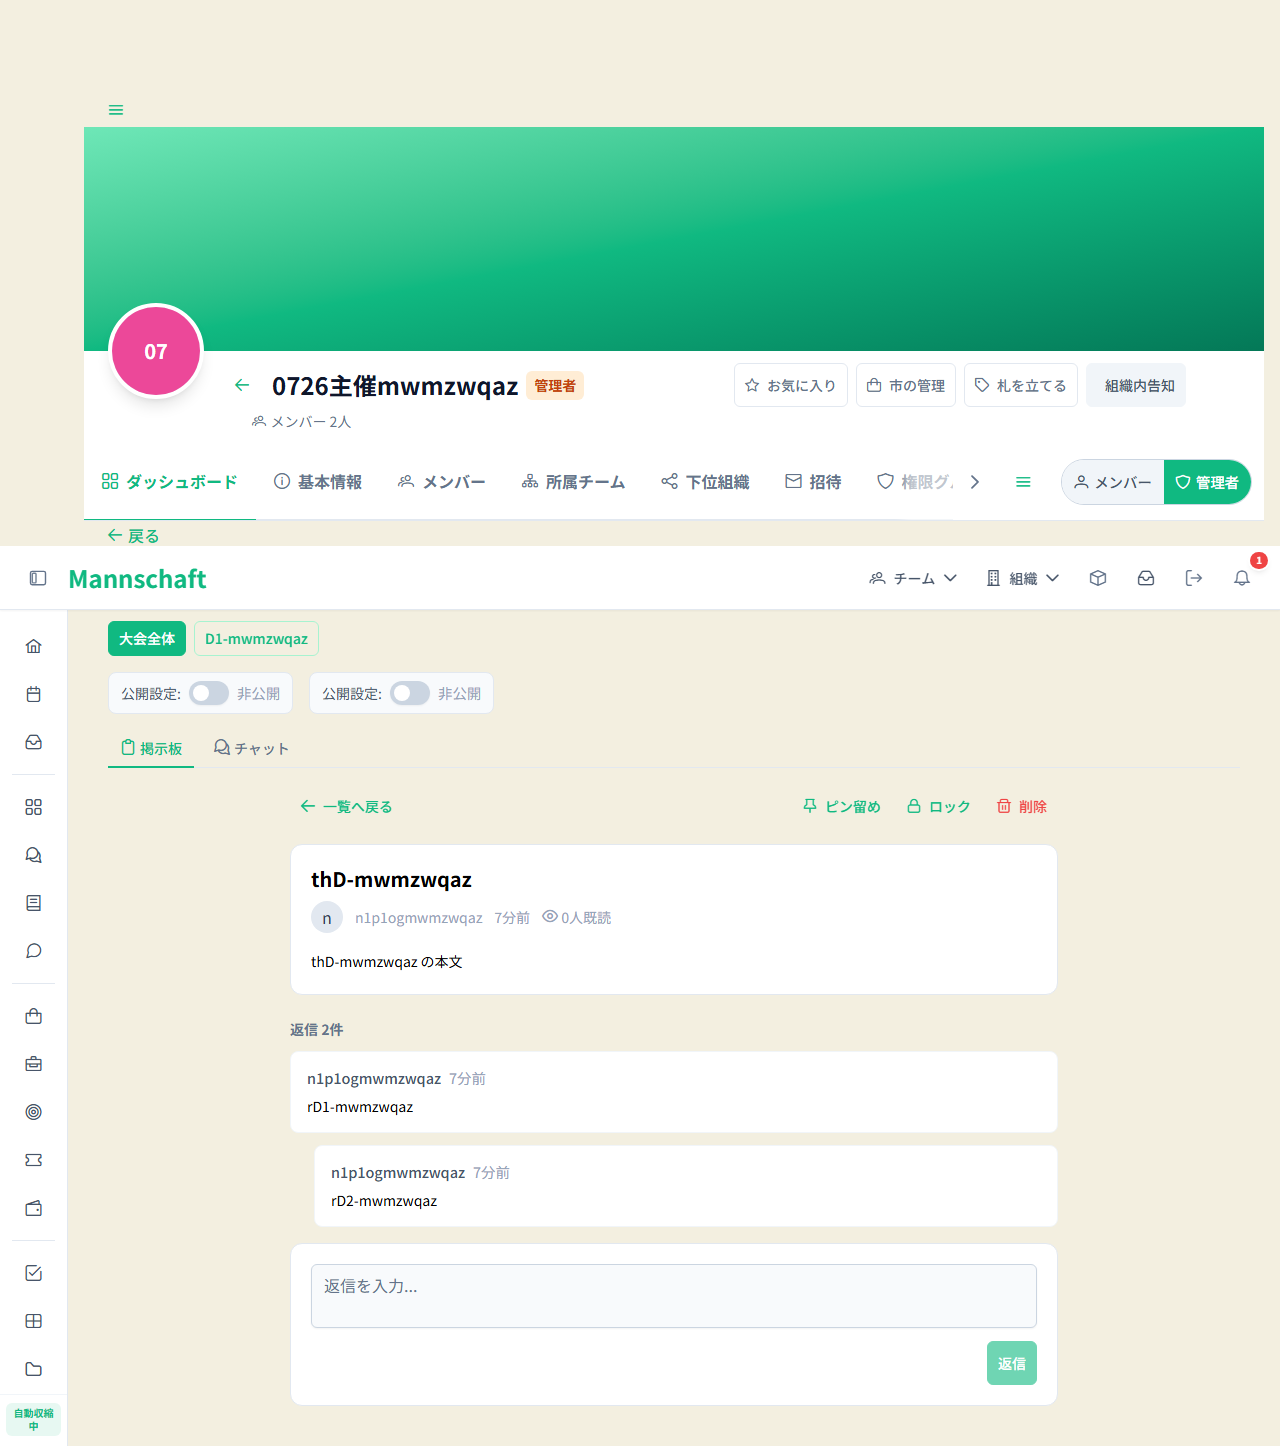 07
0726主催mwmzwqaz 管理者
お気に入り 市の管理 札を立てる 組織内告知
メンバー 2人
ダッシュボード 基本情報 メンバー 所属チーム 下位組織 招待 権限グ
メンバー 管理者
戻る
Mannschaft
チーム 組織 1
大会全体 D1-mwmzwqaz
公開設定: 非公開 公開設定: 非公開
掲示板 チャット
一覧へ戻る ピン留め ロック 削除
thD-mwmzwqaz
n n1p1ogmwmzwqaz 7分前 0人既読
thD-mwmzwqaz の本文
返信 2件
n1p1ogmwmzwqaz 7分前
rD1-mwmzwqaz
n1p1ogmwmzwqaz 7分前
rD2-mwmzwqaz
返信を入力...
返信
自動収縮
中